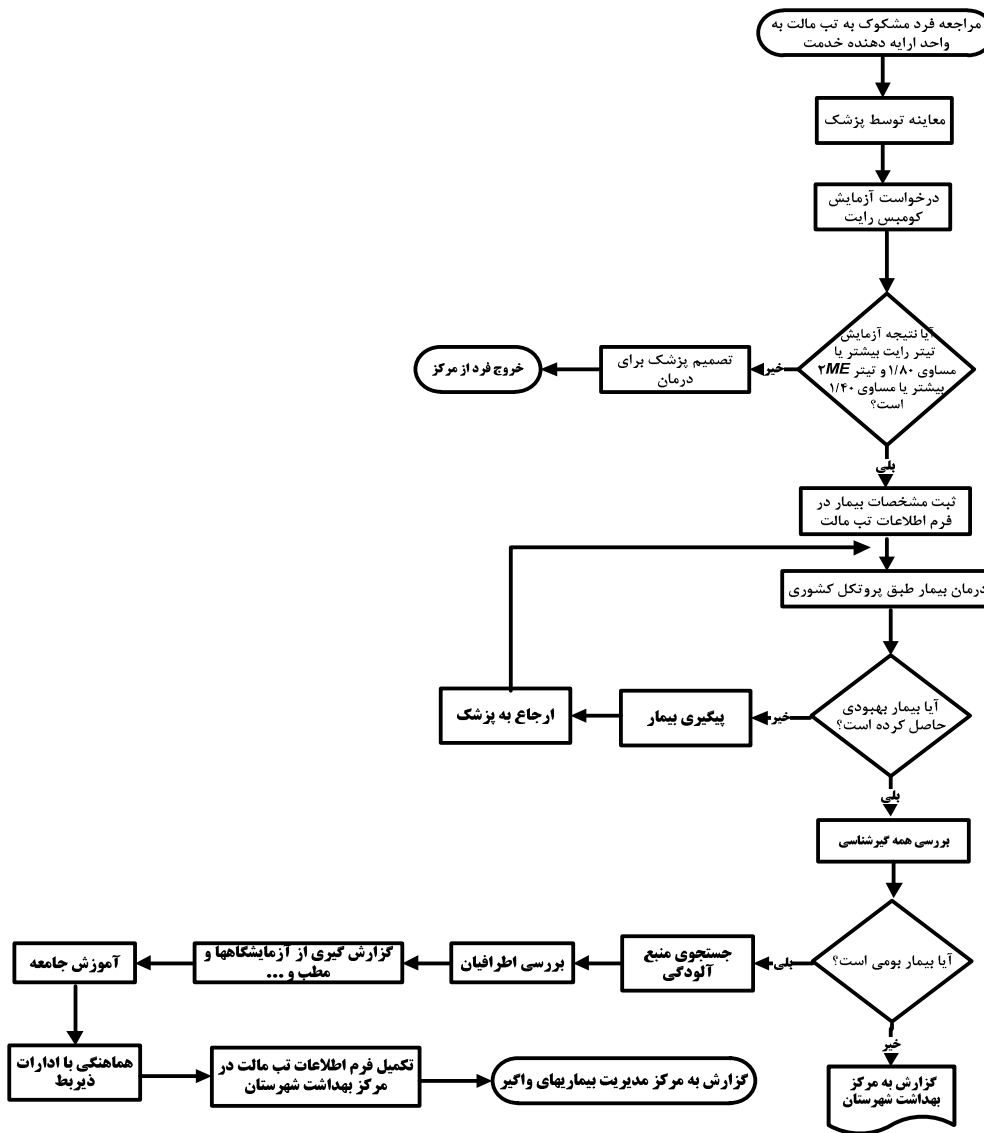 مراجعه فرد مشکوک به تب مالت به
واحد ارایه دهنده خدمت
معاینه توسط پزشک
درخواست آزمایش
کومبس رایت
آیا نتیجه آزمایش
تیتر رایت بیشتر یا
مساوی ۱/۸۰ و تیتر ۲ME
بیشتر یا مساوی ۱/۴۰
است؟
خیر
تصمیم پزشک برای
درمان
خروج فرد از مرکز
بلی
ثبت مشخصات بیمار در
فرم اطلاعات تب مالت
درمان بیمار طبق پروتکل کشوری
آیا بیمار بهبودی
حاصل کرده است؟
خیر
پیگیری بیمار
ارجاع به پزشک
بلی
بررسی همه گیرشناسی
آیا بیمار بومی است؟
بلی
جستجوی منبع
آلودگی
بررسی اطرافیان
گزارش گیری از آزمایشگاهها و
مطب و ...
آموزش جامعه
هماهنگی با ادارات
ذیربط
تکمیل فرم اطلاعات تب مالت در
مرکز بهداشت شهرستان
گزارش به مرکز مدیریت بیماریهای واگیر
خیر
گزارش به مرکز
بهداشت شهرستان